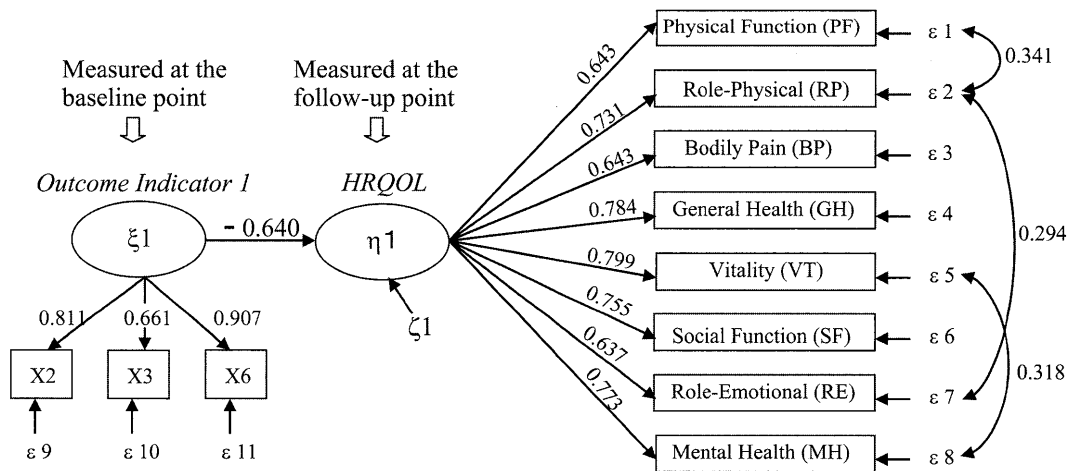 Measured at the
baseline point
Measured at the
follow-up point
Outcome Indicator 1
HRQOL
ξ1
- 0.640
η1
ζ1
0.811
0.661
0.907
X2
X3
X6
ε 9
ε 10
ε 11
0.643
0.731
0.643
0.784
0.799
0.755
0.637
0.773
Physical Function (PF)
ε 1
Role-Physical (RP)
ε 2
Bodily Pain (BP)
ε 3
General Health (GH)
ε 4
Vitality (VT)
ε 5
Social Function (SF)
ε 6
Role-Emotional (RE)
ε 7
Mental Health (MH)
ε 8
0.341
0.294
0.318